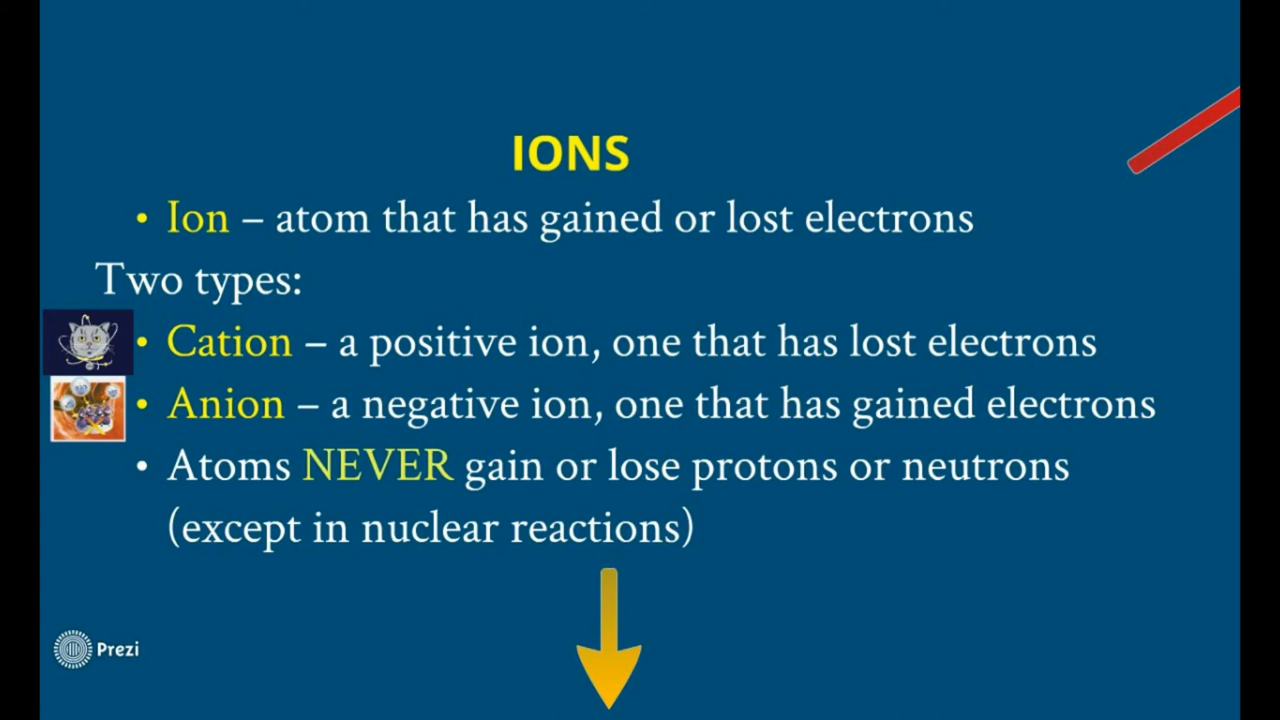 IONS
• Ion – atom that has gained or lost electrons
Two types:
• Cation – a positive ion, one that has lost electrons
• Anion – a negative ion, one that has gained electrons
• Atoms NEVER gain or lose protons or neutrons
(except in nuclear reactions)
Prezi